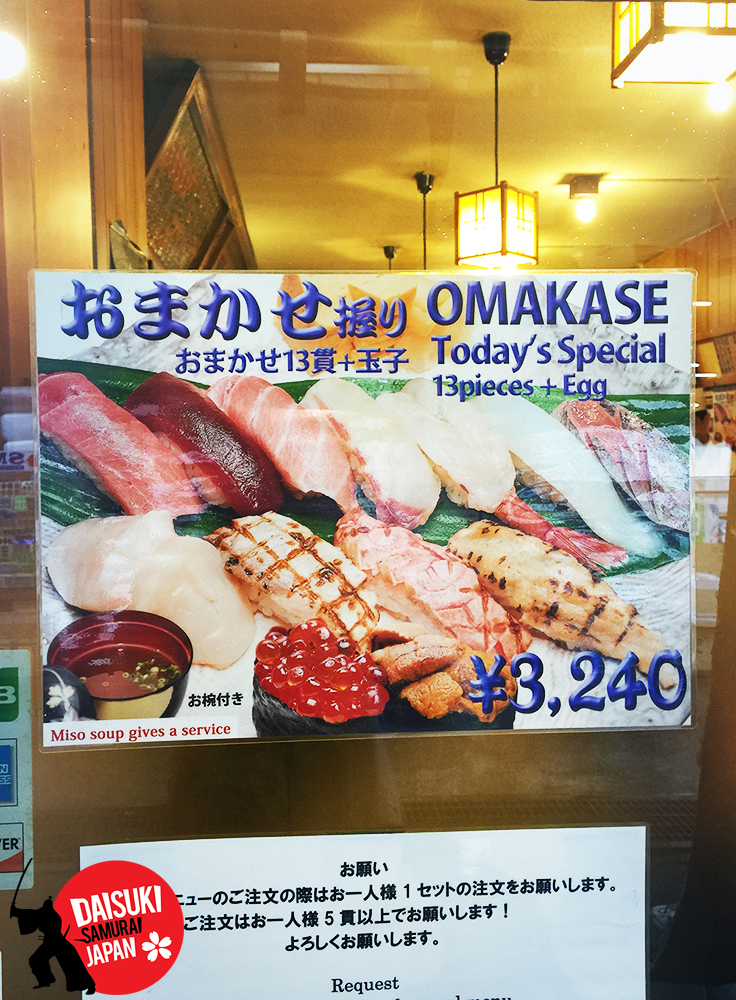 おまかせ握り
おまかせ13貫+玉子
OMAKASE
Today's Special
13pieces + Egg
お椀付き
¥3,240
Miso soup gives a service
お願い
ニューのご注文の際はお一人様 1 セットの注文をお願いします。
ご注文はお一人様 5 貫以上でお願いします!
よろしくお願いします。
Request
DAISUKI
SAMURAI
JAPAN